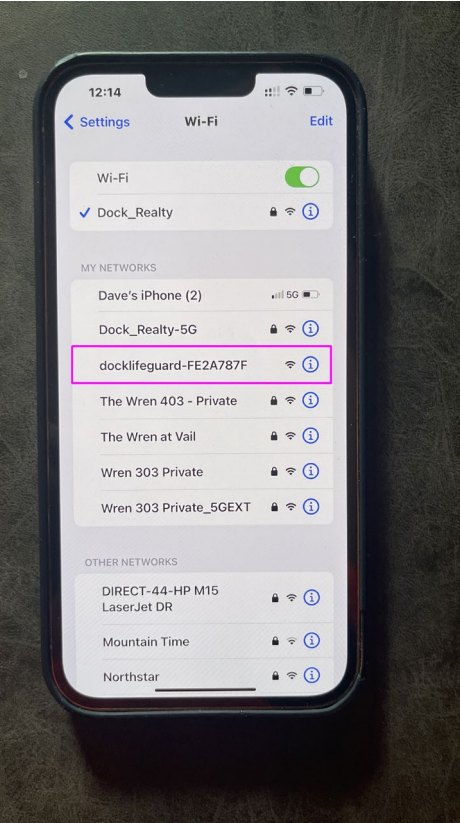 12:14
Settings Wi-Fi Edit
Wi-Fi
Dock_Realty
MY NETWORKS
Dave's iPhone (2) 5G
Dock_Realty-5G
docklifeguard-FE2A787F
The Wren 403 - Private
The Wren at Vail
Wren 303 Private
Wren 303 Private_5GEXT
OTHER NETWORKS
DIRECT-44-HP M15
LaserJet DR
Mountain Time
Northstar